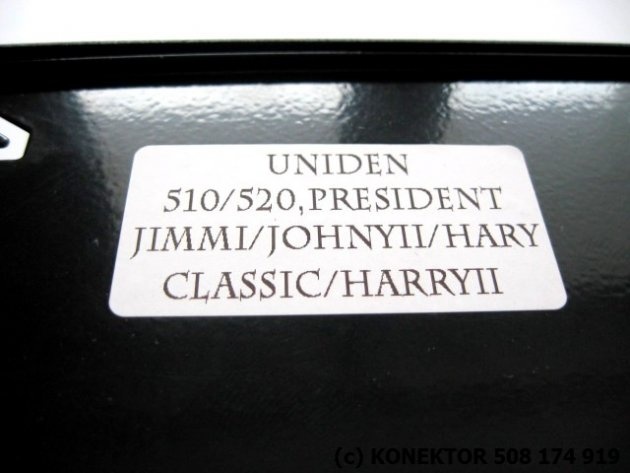 UNIDEN
510/520,PRESIDENT
JIMMI/JOHNYII/HARY
CLASSIC/HARRYII
(c) KONEKTOR 508 174 919